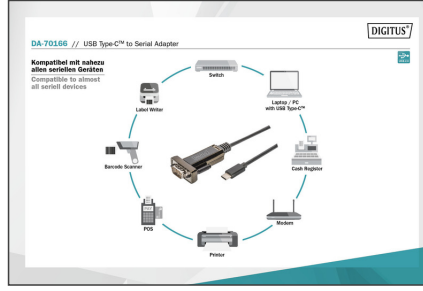 DIGITUS®
DA-70166 // USB Type-C™ to Serial Adapter
Kompatibel mit nahezu
allen seriellen Geräten
Compatible to almost
all seriell devices
Switch
Label Writer
Laptop / PC
with USB Type-C™
Barcode Scanner
Cash Register
POS
Modem
Printer